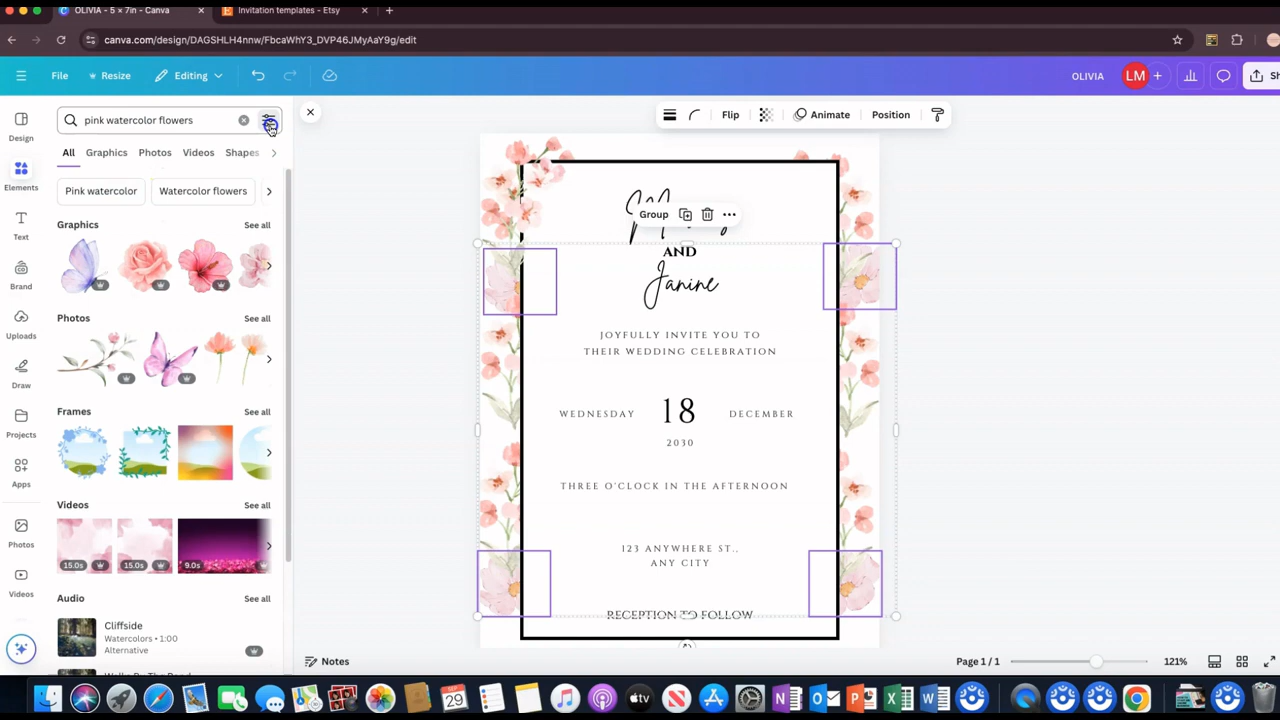 OLIVIA – 5 × 7in – Canva
Invitation templates – Etsy
canva.com/design/DAGSHLH4nnw/FbcaWhY3_DVP46JMyAaY9g/edit
File
Resize
Editing
OLIVIA
LM
pink watercolor flowers
Flip
Animate
Position
Design
Elements
Text
Brand
Uploads
Draw
Projects
Apps
Photos
Videos
All
Graphics
Photos
Videos
Shapes
Pink watercolor
Watercolor flowers
Graphics
See all
Photos
See all
Frames
See all
Videos
See all
15.0s
15.0s
9.0s
Audio
See all
Cliffside
Watercolors • 1:00
Alternative
Group
AND
Janine
JOYFULLY INVITE YOU TO
THEIR WEDDING CELEBRATION
WEDNESDAY 18 DECEMBER
2030
THREE O'CLOCK IN THE AFTERNOON
123 ANYWHERE ST.,
ANY CITY
RECEPTION TO FOLLOW
Notes
Page 1 / 1
121%
SEP
29
tv